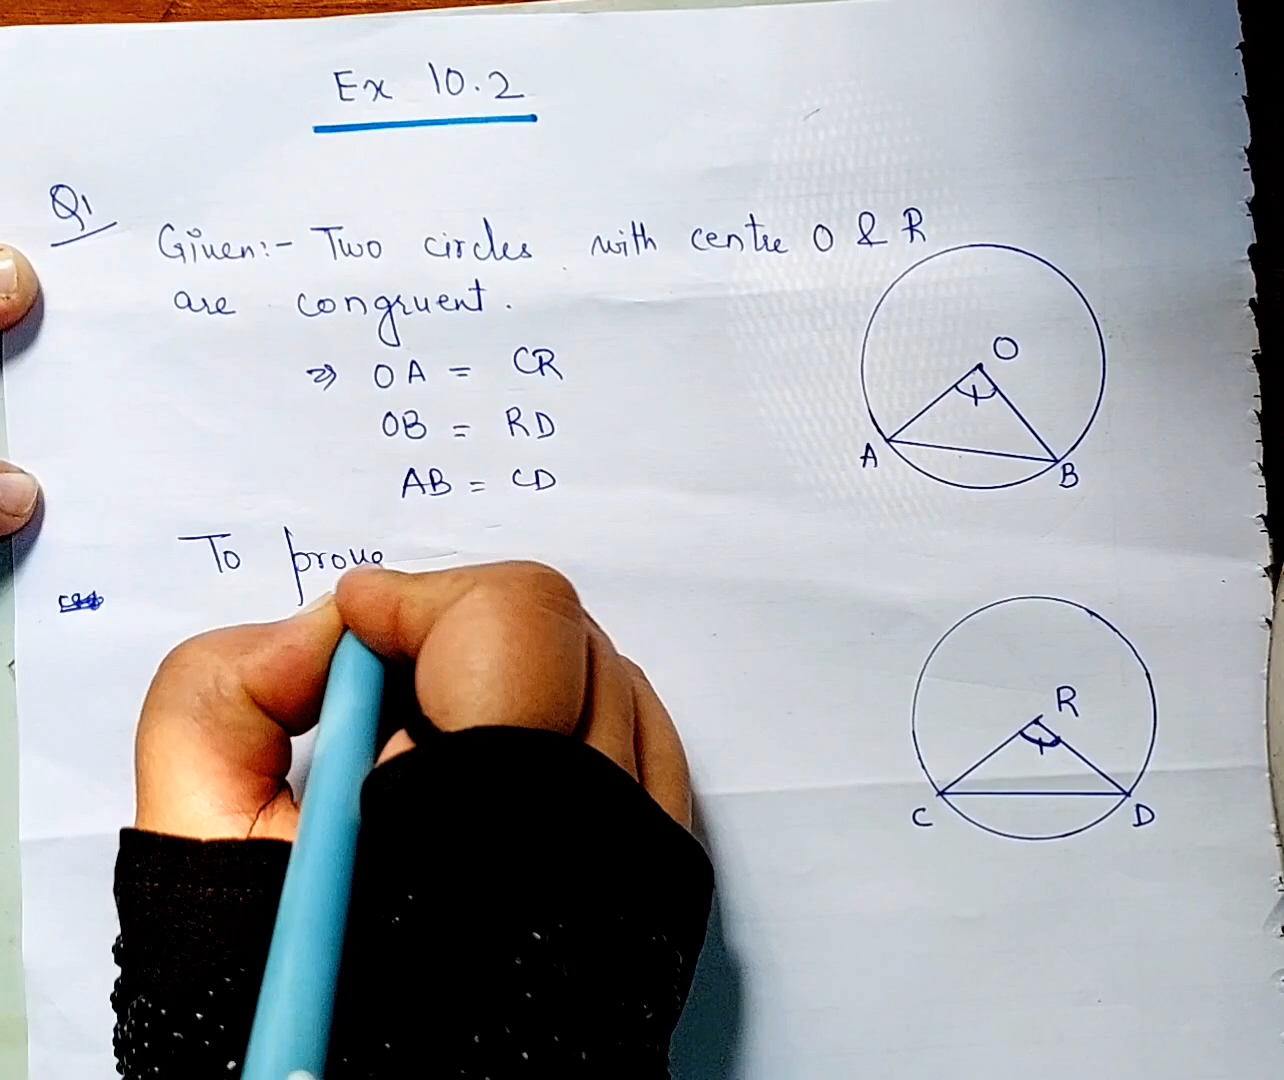 Ex 10.2
Q1
Given:- Two circles with centre O & R
are congruent.
⇒ OA = CR
OB = RD
AB = CD
To prove
O
A
B
R
C
D